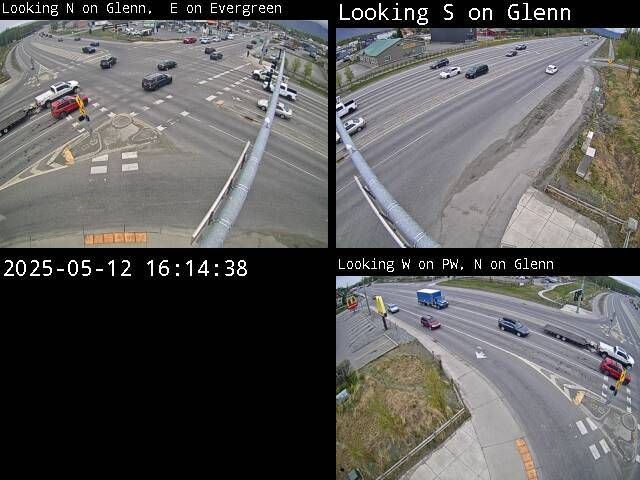 Looking N on Glenn,  E on Evergreen
Looking S on Glenn
2025-05-12 16:14:38
Looking W on PW, N on Glenn